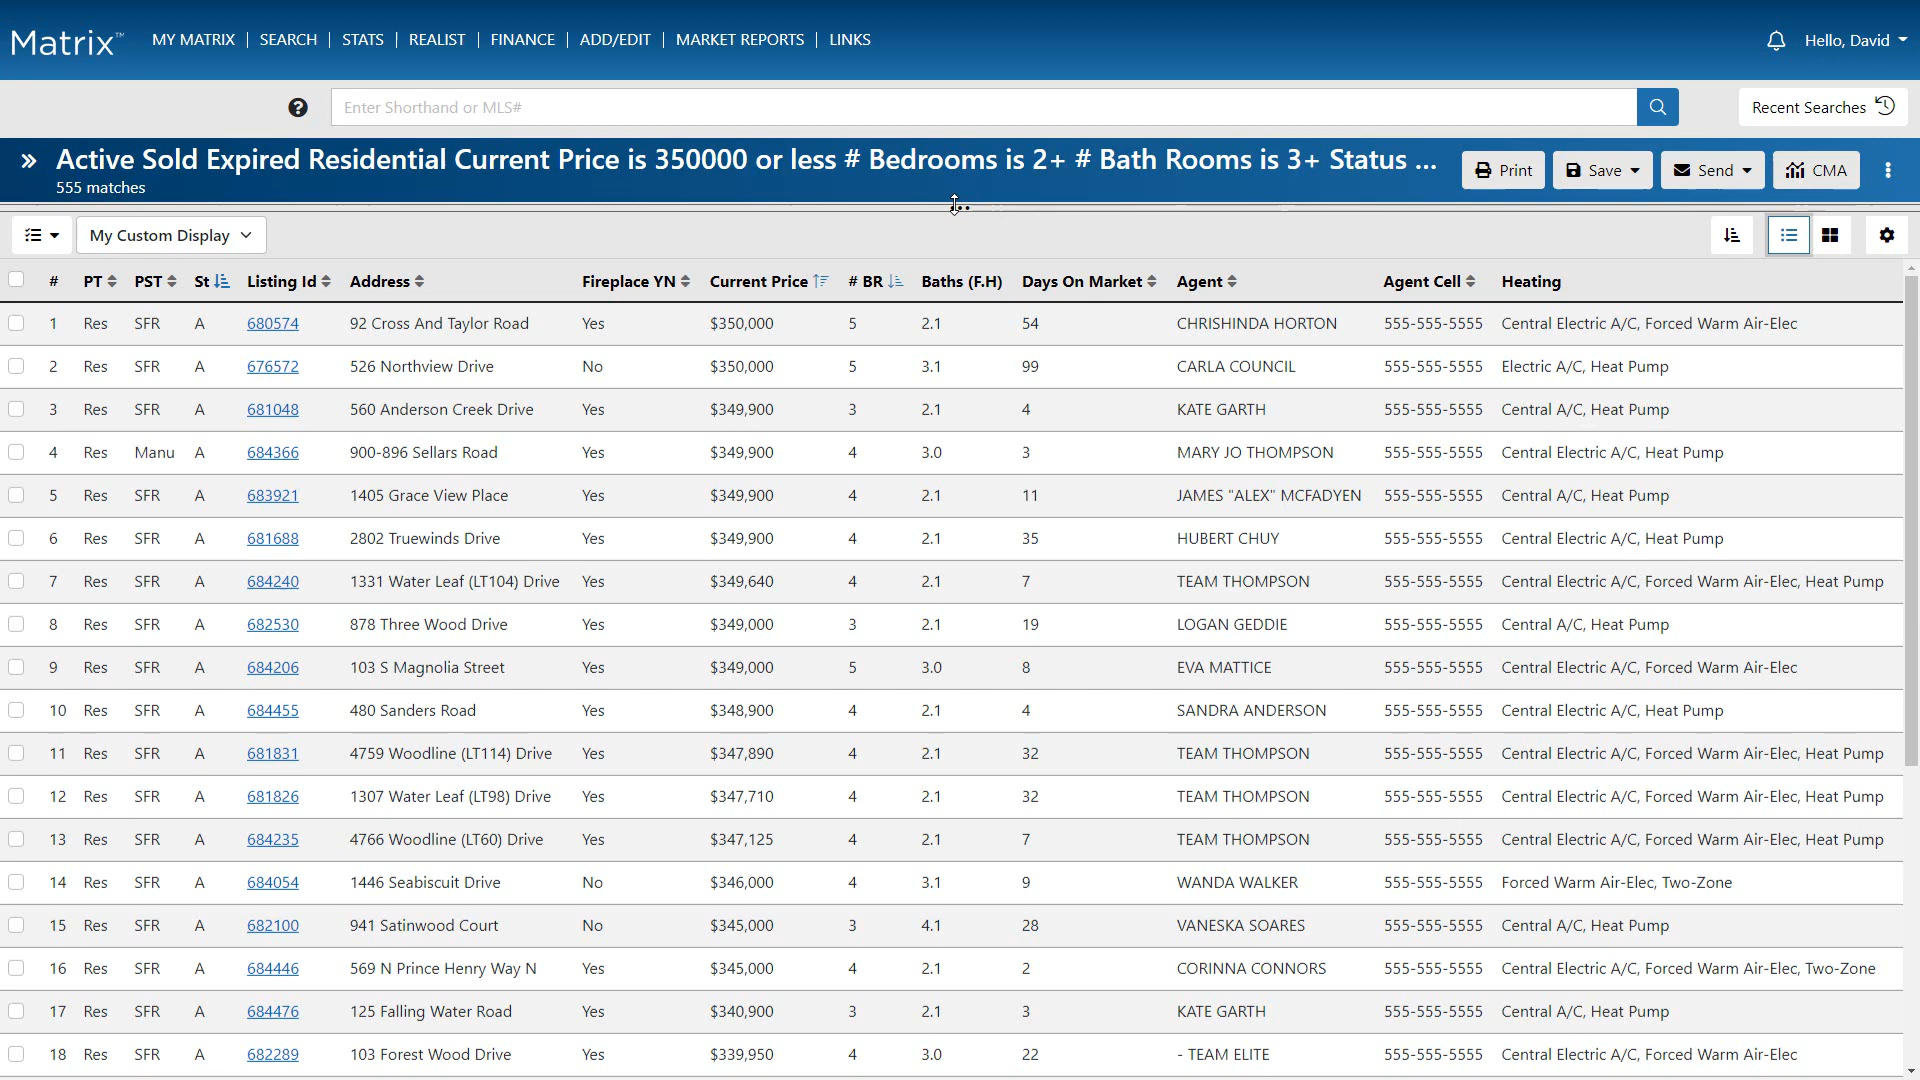 Matrix™ MY MATRIX | SEARCH | STATS | REALIST | FINANCE | ADD/EDIT | MARKET REPORTS | LINKS Hello, David
? Enter Shorthand or MLS# Recent Searches
» Active Sold Expired Residential Current Price is 350000 or less # Bedrooms is 2+ # Bath Rooms is 3+ Status ... Print Save Send CMA
555 matches
My Custom Display
# PT PST St Listing Id Address Fireplace YN Current Price # BR Baths (F.H) Days On Market Agent Agent Cell Heating
1 Res SFR A 680574 92 Cross And Taylor Road Yes $350,000 5 2.1 54 CHRISHINDA HORTON 555-555-5555 Central Electric A/C, Forced Warm Air-Elec
2 Res SFR A 676572 526 Northview Drive No $350,000 5 3.1 99 CARLA COUNCIL 555-555-5555 Electric A/C, Heat Pump
3 Res SFR A 681048 560 Anderson Creek Drive Yes $349,900 3 2.1 4 KATE GARTH 555-555-5555 Central A/C, Heat Pump
4 Res Manu A 684366 900-896 Sellars Road Yes $349,900 4 3.0 3 MARY JO THOMPSON 555-555-5555 Central Electric A/C, Heat Pump
5 Res SFR A 683921 1405 Grace View Place Yes $349,900 4 2.1 11 JAMES "ALEX" MCFADYEN 555-555-5555 Central A/C, Heat Pump
6 Res SFR A 681688 2802 Truewinds Drive Yes $349,900 4 2.1 35 HUBERT CHUY 555-555-5555 Central Electric A/C, Heat Pump
7 Res SFR A 684240 1331 Water Leaf (LT104) Drive Yes $349,640 4 2.1 7 TEAM THOMPSON 555-555-5555 Central Electric A/C, Forced Warm Air-Elec, Heat Pump
8 Res SFR A 682530 878 Three Wood Drive Yes $349,000 3 2.1 19 LOGAN GEDDIE 555-555-5555 Central A/C, Heat Pump
9 Res SFR A 684206 103 S Magnolia Street Yes $349,000 5 3.0 8 EVA MATTICE 555-555-5555 Central Electric A/C, Forced Warm Air-Elec
10 Res SFR A 684455 480 Sanders Road Yes $348,900 4 2.1 4 SANDRA ANDERSON 555-555-5555 Central Electric A/C, Heat Pump
11 Res SFR A 681831 4759 Woodline (LT114) Drive Yes $347,890 4 2.1 32 TEAM THOMPSON 555-555-5555 Central Electric A/C, Forced Warm Air-Elec, Heat Pump
12 Res SFR A 681826 1307 Water Leaf (LT98) Drive Yes $347,710 4 2.1 32 TEAM THOMPSON 555-555-5555 Central Electric A/C, Forced Warm Air-Elec, Heat Pump
13 Res SFR A 684235 4766 Woodline (LT60) Drive Yes $347,125 4 2.1 7 TEAM THOMPSON 555-555-5555 Central Electric A/C, Forced Warm Air-Elec, Heat Pump
14 Res SFR A 684054 1446 Seabiscuit Drive No $346,000 4 3.1 9 WANDA WALKER 555-555-5555 Forced Warm Air-Elec, Two-Zone
15 Res SFR A 682100 941 Satinwood Court No $345,000 3 4.1 28 VANESKA SOARES 555-555-5555 Central A/C, Heat Pump
16 Res SFR A 684446 569 N Prince Henry Way N Yes $345,000 4 2.1 2 CORINNA CONNORS 555-555-5555 Central Electric A/C, Forced Warm Air-Elec, Two-Zone
17 Res SFR A 684476 125 Falling Water Road Yes $340,900 3 2.1 3 KATE GARTH 555-555-5555 Central A/C, Heat Pump
18 Res SFR A 682289 103 Forest Wood Drive Yes $339,950 4 3.0 22 - TEAM ELITE 555-555-5555 Central Electric A/C, Forced Warm Air-Elec